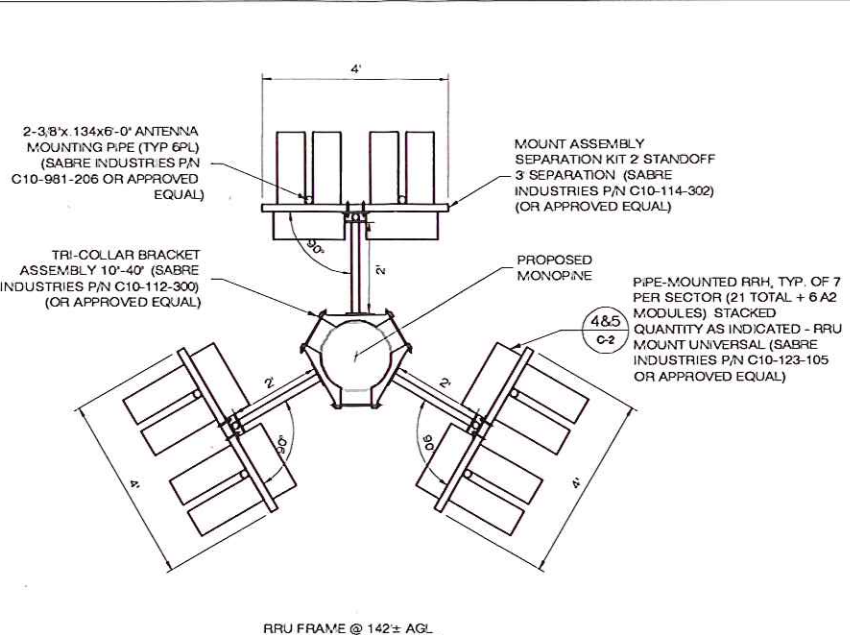 4'
2-3/8"x.134x6'-0" ANTENNA
MOUNTING PIPE (TYP 6PL)
(SABRE INDUSTRIES P/N
C10-981-206 OR APPROVED
EQUAL)
MOUNT ASSEMBLY
SEPARATION KIT 2' STANDOFF
3' SEPARATION (SABRE
INDUSTRIES P/N C10-114-302)
(OR APPROVED EQUAL)
90°
2'
TRI-COLLAR BRACKET
ASSEMBLY 10"-40" (SABRE
INDUSTRIES P/N C10-112-300)
(OR APPROVED EQUAL)
PROPOSED
MONOPINE
PIPE-MOUNTED RRH, TYP. OF 7
PER SECTOR (21 TOTAL + 6 A2
MODULES) STACKED
QUANTITY AS INDICATED - RRU
MOUNT UNIVERSAL (SABRE
INDUSTRIES P/N C10-123-105
OR APPROVED EQUAL)
4&5
C-2
2'
2'
90°
90°
4'
4'
RRU FRAME @ 142'± AGL